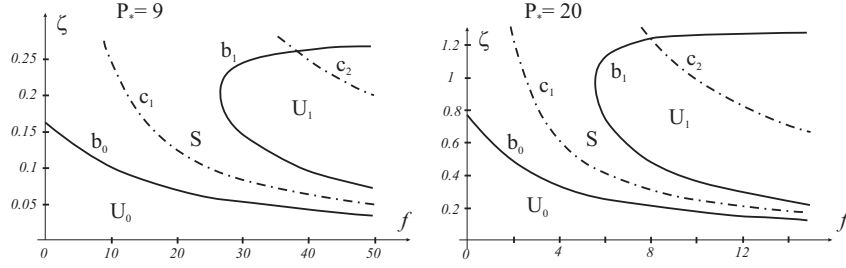 P* = 9
ζ
0.25
0.2
0.15
0.1
0.05
0
10
20
30
40
50
f
b₀
b₁
c₁
c₂
S
U₁
U₀
P* = 20
ζ
1.2
1
0.8
0.6
0.4
0.2
0
4
8
12
f
b₀
b₁
c₁
c₂
S
U₁
U₀